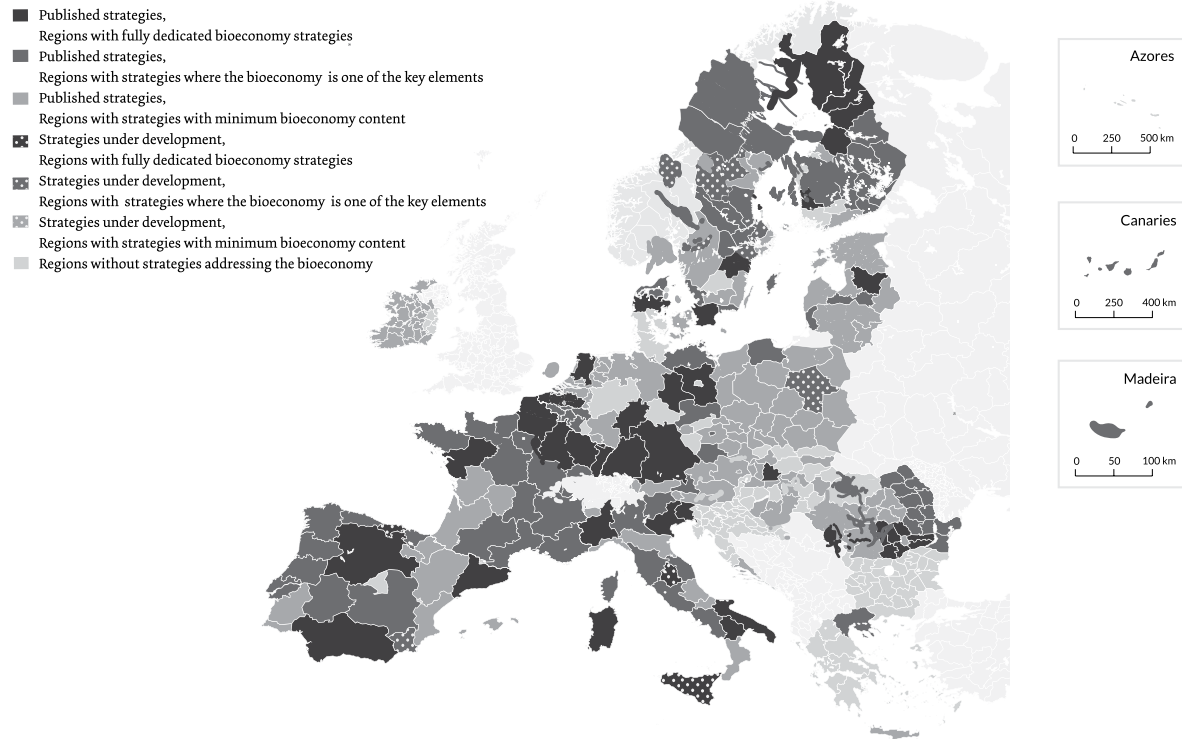 Published strategies,
Regions with fully dedicated bioeconomy strategies
Published strategies,
Regions with strategies where the bioeconomy is one of the key elements
Published strategies,
Regions with strategies with minimum bioeconomy content
Strategies under development,
Regions with fully dedicated bioeconomy strategies
Strategies under development,
Regions with strategies where the bioeconomy is one of the key elements
Strategies under development,
Regions with strategies with minimum bioeconomy content
Regions without strategies addressing the bioeconomy
Azores
0 250 500 km
Canaries
0 250 400 km
Madeira
0 50 100 km